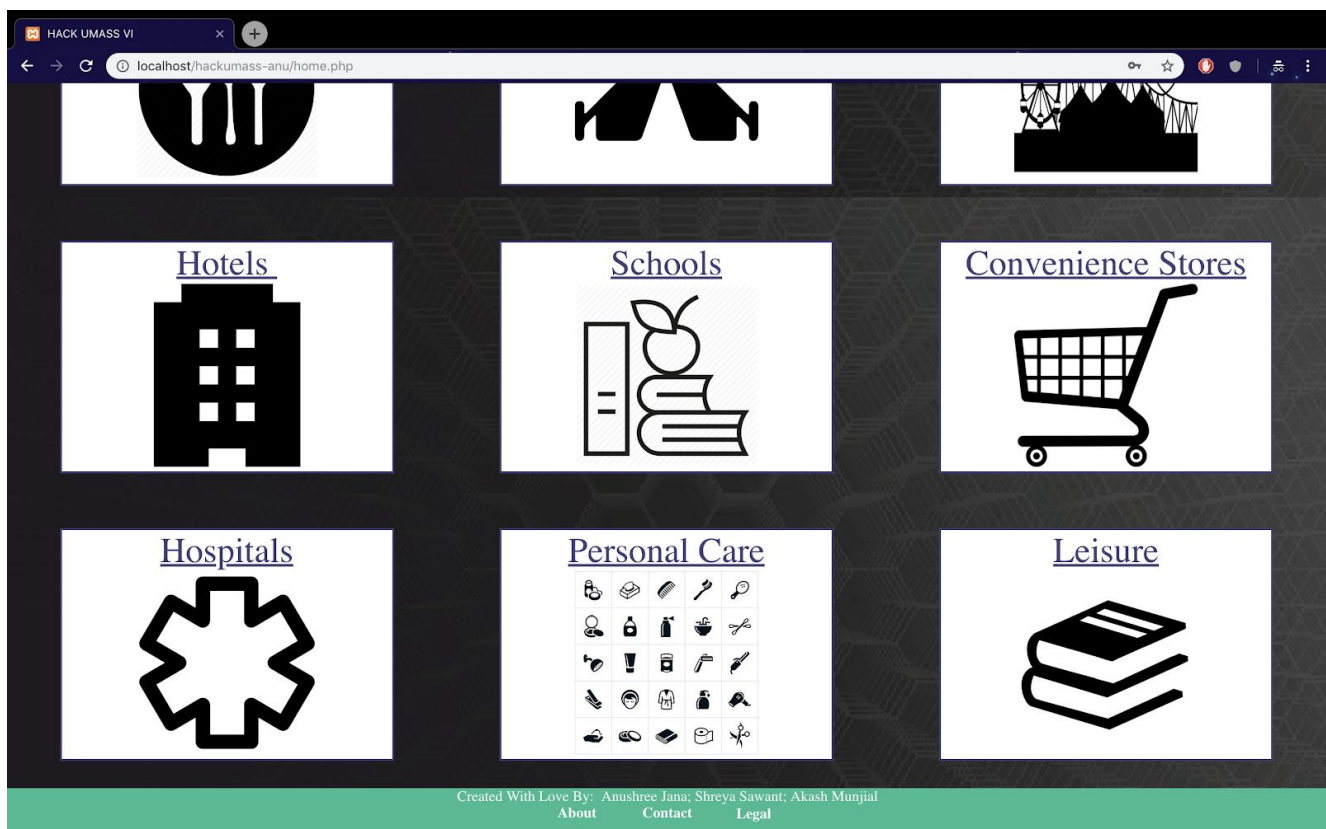 HACK UMASS VI
localhost/hackumass-anu/home.php
Hotels Schools Convenience Stores
Hospitals Personal Care Leisure
Created With Love By: Anushree Jana; Shreya Sawant; Akash Munjial
About Contact Legal